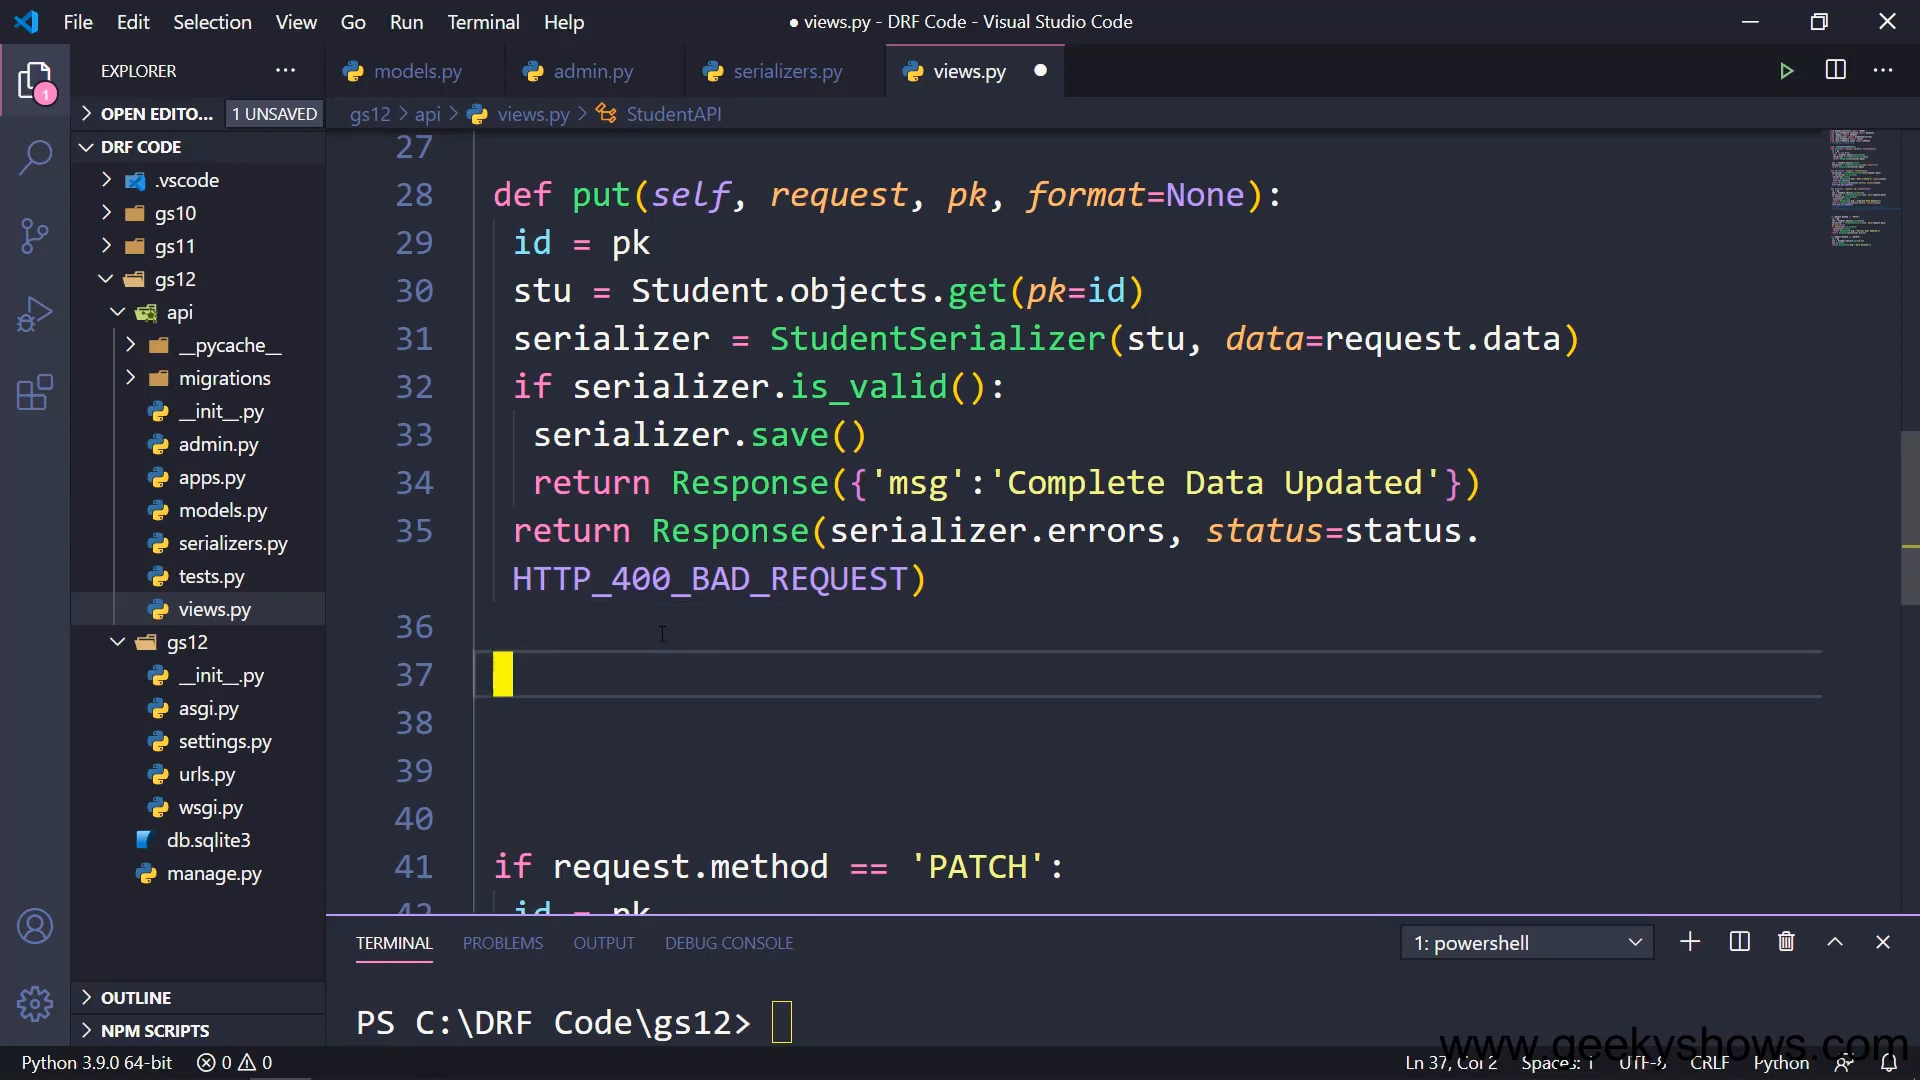 File Edit Selection View Go Run Terminal Help
● views.py - DRF Code - Visual Studio Code
EXPLORER
models.py admin.py serializers.py views.py
1
OPEN EDITO... 1 UNSAVED
gs12 > api > views.py > StudentAPI
DRF CODE
.vscode
gs10
gs11
gs12
api
__pycache__
migrations
__init__.py
admin.py
apps.py
models.py
serializers.py
tests.py
views.py
gs12
__init__.py
asgi.py
settings.py
urls.py
wsgi.py
db.sqlite3
manage.py
OUTLINE
NPM SCRIPTS
27
28 def put(self, request, pk, format=None):
29 id = pk
30 stu = Student.objects.get(pk=id)
31 serializer = StudentSerializer(stu, data=request.data)
32 if serializer.is_valid():
33 serializer.save()
34 return Response({'msg':'Complete Data Updated'})
35 return Response(serializer.errors, status=status.
HTTP_400_BAD_REQUEST)
36
37
38
39
40
41 if request.method == 'PATCH':
42 id = pk
TERMINAL PROBLEMS OUTPUT DEBUG CONSOLE
1: powershell
PS C:\DRF Code\gs12>
www.geekyshows.com
Python 3.9.0 64-bit 0 0
Ln 37, Col 2 Spaces: 1 UTF-8 CRLF Python